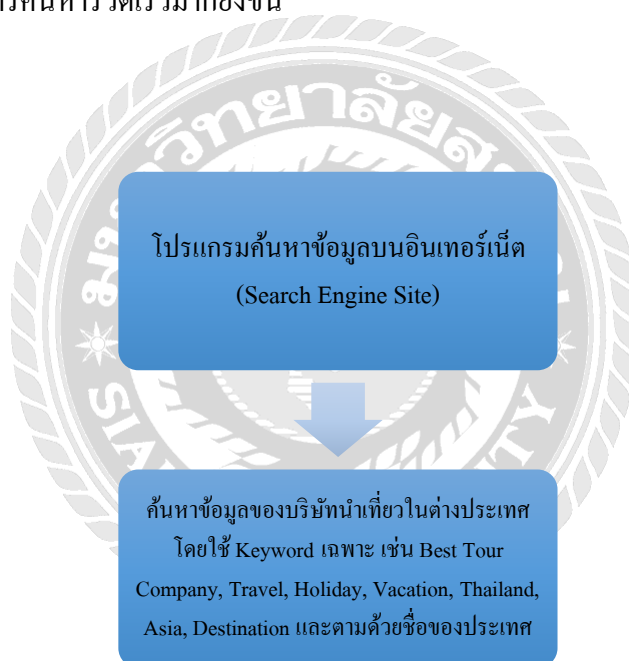 โปรแกรมค้นหาข้อมูลบนอินเทอร์เน็ต
(Search Engine Site)
ค้นหาข้อมูลของบริษัทนำเที่ยวในต่างประเทศ
โดยใช้ Keyword เฉพาะ เช่น Best Tour
Company, Travel, Holiday, Vacation, Thailand,
Asia, Destination และตามด้วยชื่อของประเทศ